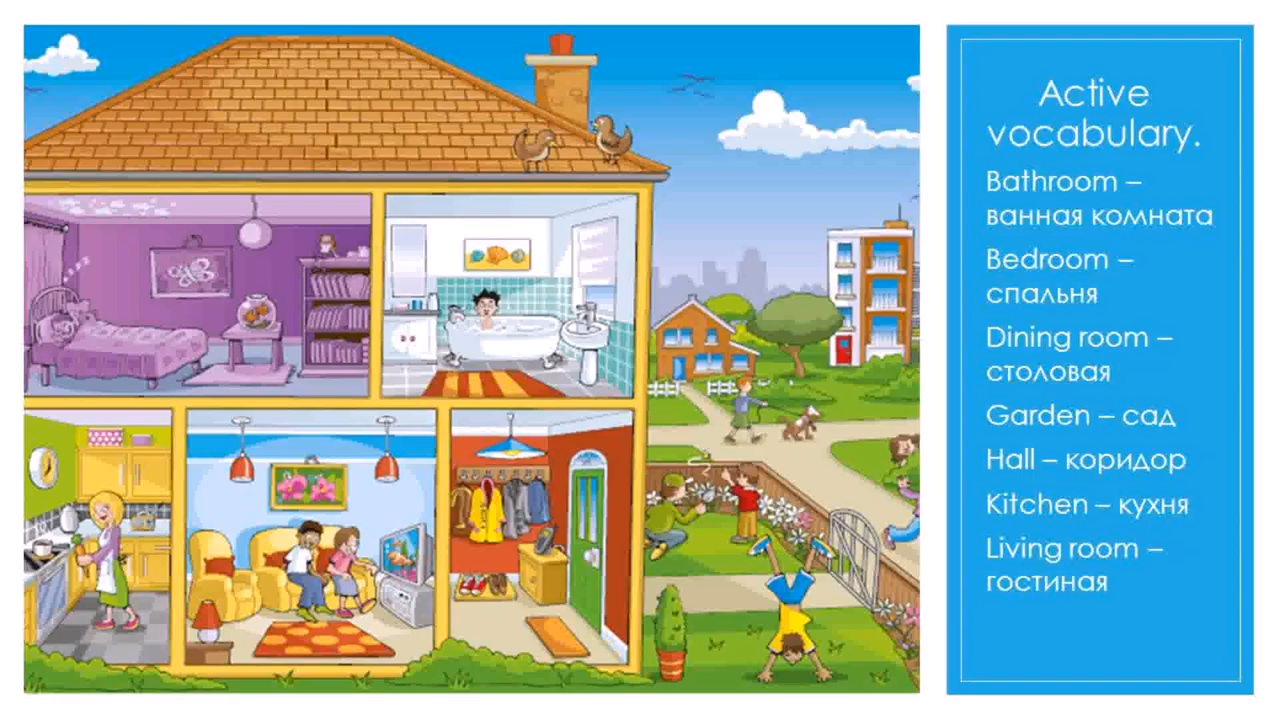 Active
vocabulary.
Bathroom –
ванная комната
Bedroom –
спальня
Dining room –
столовая
Garden – сад
Hall – коридор
Kitchen – кухня
Living room –
гостиная